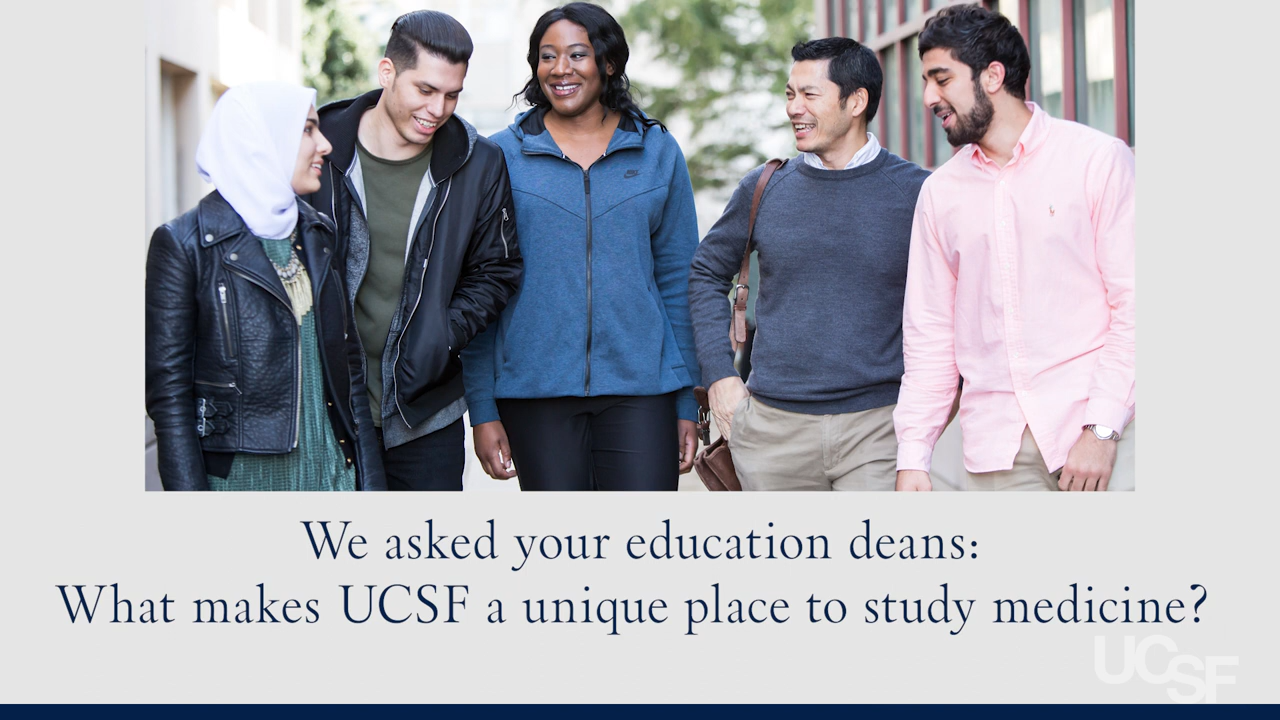 We asked your education deans:
What makes UCSF a unique place to study medicine?
UCSF